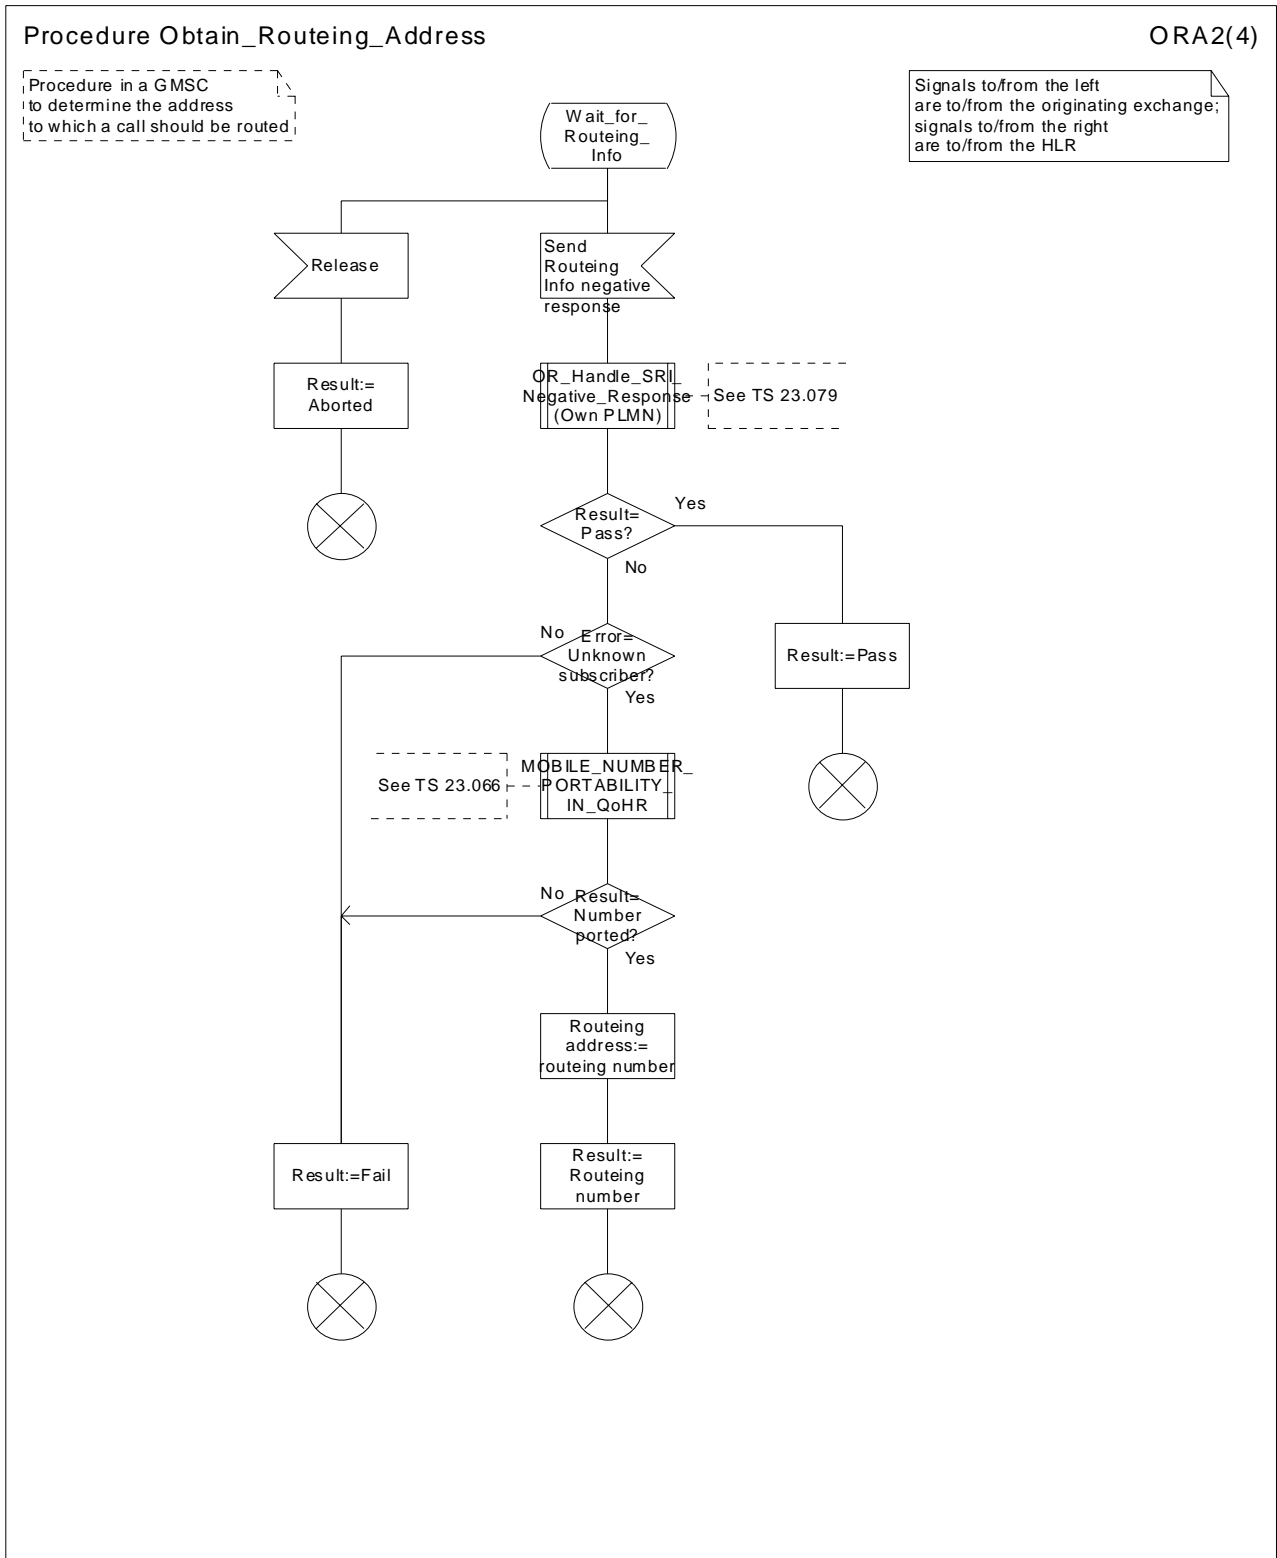 Procedure Obtain_Routeing_Address
ORA2(4)
Procedure in a GMSC
to determine the address
to which a call should be routed
Signals to/from the left
are to/from the originating exchange;
signals to/from the right
are to/from the HLR
Wait_for_
Routeing_
Info
Release
Send
Routeing
Info negative
response
Result:=
Aborted
OR_Handle_SRI_
Negative_Response
(Own PLMN)
See TS 23.079
Result=
Pass?
Yes
No
Error=
Unknown
subscriber?
No
Yes
Result:=Pass
See TS 23.066
MOBILE_NUMBER_
PORTABILITY_
IN_QoHR
Result=
Number
ported?
No
Yes
Routeing
address:=
routeing number
Result:=Fail
Result:=
Routeing
number